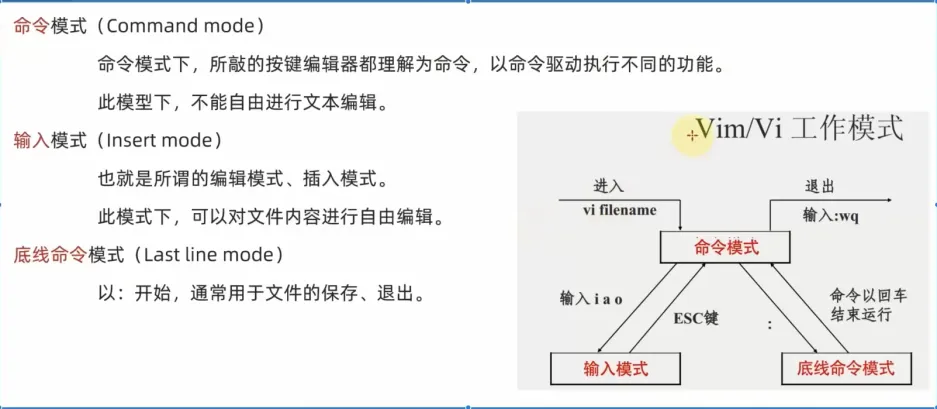 命令模式（Command mode）
命令模式下，所敲的按键编辑器都理解为命令，以命令驱动执行不同的功能。
此模型下，不能自由进行文本编辑。
输入模式（Insert mode）
也就是所谓的编辑模式、插入模式。
此模式下，可以对文件内容进行自由编辑。
底线命令模式（Last line mode）
以：开始，通常用于文件的保存、退出。
Vim/Vi 工作模式
进入
vi filename
退出
输入:wq
命令模式
输入 i a o
ESC键
:
命令以回车
结束运行
输入模式
底线命令模式